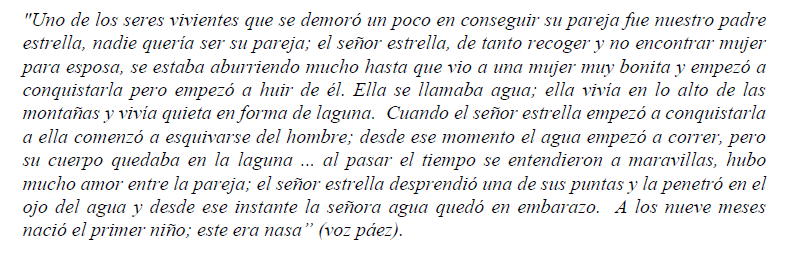 "Uno de los seres vivientes que se demoró un poco en conseguir su pareja fue nuestro padre
estrella, nadie quería ser su pareja; el señor estrella, de tanto recoger y no encontrar mujer
para esposa, se estaba aburriendo mucho hasta que vio a una mujer muy bonita y empezó a
conquistarla pero empezó a huir de él. Ella se llamaba agua; ella vivía en lo alto de las
montañas y vivía quieta en forma de laguna.  Cuando el señor estrella empezó a conquistarla
a ella comenzó a esquivarse del hombre; desde ese momento el agua empezó a correr, pero
su cuerpo quedaba en la laguna ... al pasar el tiempo se entendieron a maravillas, hubo
mucho amor entre la pareja; el señor estrella desprendió una de sus puntas y la penetró en el
ojo del agua y desde ese instante la señora agua quedó en embarazo.  A los nueve meses
nació el primer niño; este era nasa” (voz páez).